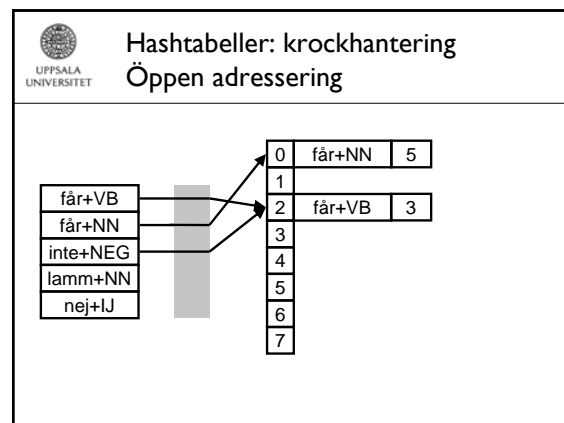 UPPSALA
UNIVERSITET
Hashtabeller: krockhantering
Öppen adressering
får+VB
får+NN
inte+NEG
lamm+NN
nej+IJ
0 får+NN 5
1
2 får+VB 3
3
4
5
6
7